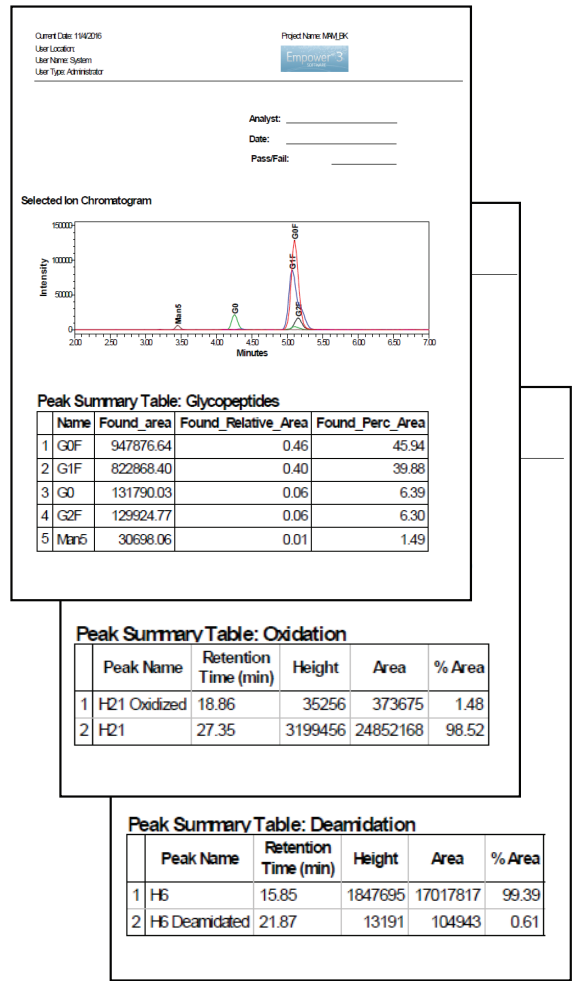 Current Date: 11/4/2016 Project Name: MAM_BK
User Location:
User Name: System
User Type: Administrator
Empower™3
SOFTWARE
Analyst:
Date:
Pass/Fail:
Selected Ion Chromatogram
Intensity
150000
100000
50000
0
Man5
G0
G1F
G0F
G2F
2.00 2.50 3.00 3.50 4.00 4.50 5.00 5.50 6.00 6.50 7.00
Minutes
Peak Summary Table: Glycopeptides
Name Found_area Found_Relative_Area Found_Perc_Area
1 G0F 947876.64 0.46 45.94
2 G1F 822868.40 0.40 39.88
3 G0 131790.03 0.06 6.39
4 G2F 129924.77 0.06 6.30
5 Man5 30698.06 0.01 1.49
Peak Summary Table: Oxidation
Peak Name Retention Time (min) Height Area % Area
1 H21 Oxidized 18.86 35256 373675 1.48
2 H21 27.35 3199456 24852168 98.52
Peak Summary Table: Deamidation
Peak Name Retention Time (min) Height Area % Area
1 H6 15.85 1847695 17017817 99.39
2 H6 Deamidated 21.87 13191 104943 0.61